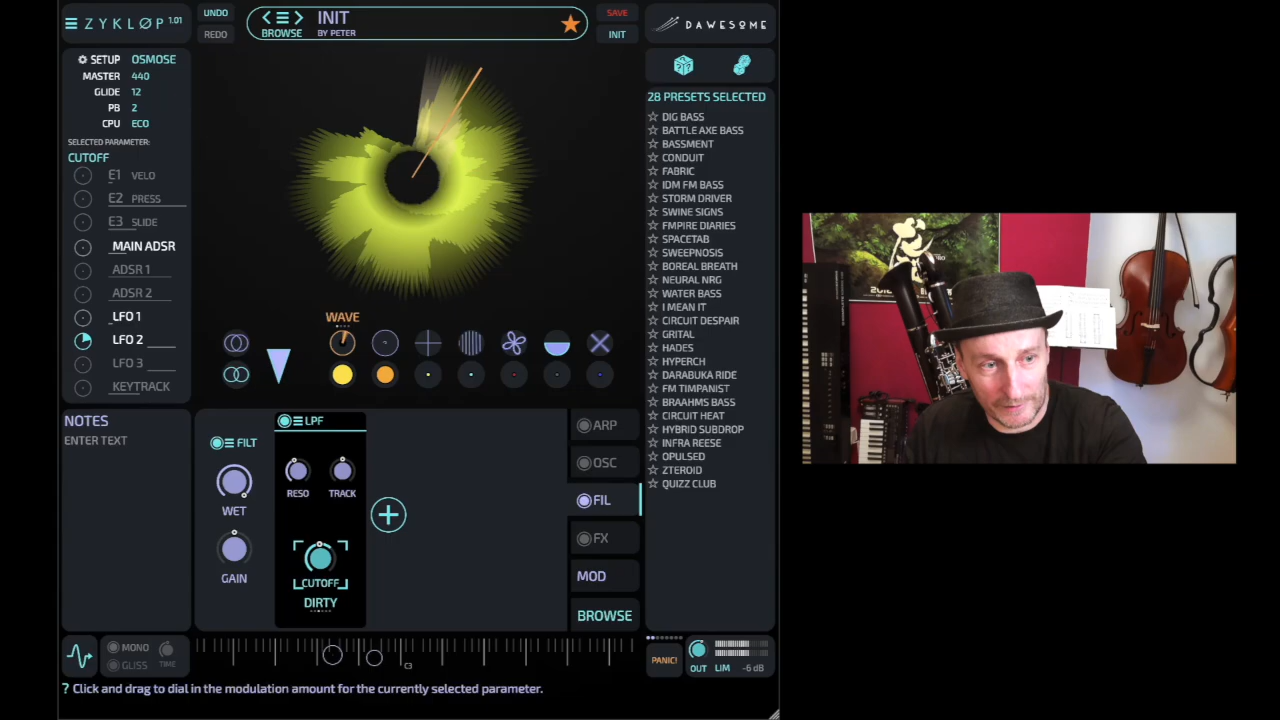 ZYKLØP 1.01
UNDO
REDO
BROWSE
INIT
BY PETER
SAVE
INIT
DAWESOME
SETUP OSMOSE
MASTER 440
GLIDE 12
PB 2
CPU ECO
SELECTED PARAMETER:
CUTOFF
E1 VELO
E2 PRESS
E3 SLIDE
MAIN ADSR
ADSR 1
ADSR 2
LFO 1
LFO 2
LFO 3
KEYTRACK
WAVE
28 PRESETS SELECTED
DIG BASS
BATTLE AXE BASS
BASSMENT
CONDUIT
FABRIC
IDM FM BASS
STORM DRIVER
SWINE SIGNS
FMPIRE DIARIES
SPACETAB
SWEEPNOSIS
BOREAL BREATH
NEURAL NRG
WATER BASS
I MEAN IT
CIRCUIT DESPAIR
GRITAL
HADES
HYPERCH
DARABUKA RIDE
FM TIMPANIST
BRAAHMS BASS
CIRCUIT HEAT
HYBRID SUBDROP
INFRA REESE
OPULSED
ZTEROID
QUIZZ CLUB
NOTES
ENTER TEXT
FILT
WET
GAIN
LPF
RESO TRACK
CUTOFF
DIRTY
ARP
OSC
FIL
FX
MOD
BROWSE
MONO
GLISS
TIME
C3
PANIC!
OUT LIM -6 dB
? Click and drag to dial in the modulation amount for the currently selected parameter.